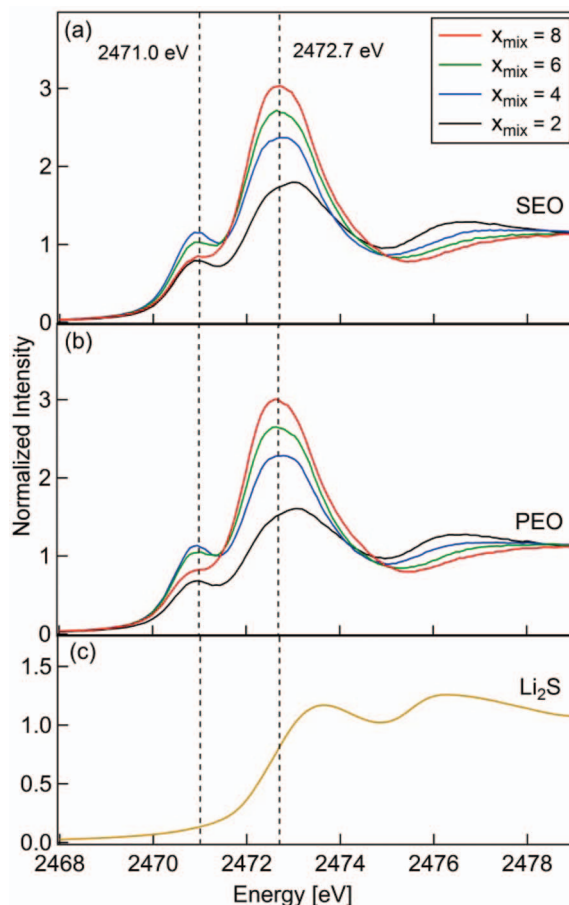 (a)
2471.0 eV
2472.7 eV
x_mix = 8
x_mix = 6
x_mix = 4
x_mix = 2
3
2
1
0
SEO
(b)
3
2
1
0
PEO
Normalized Intensity
(c)
1.5
1.0
0.5
0.0
Li₂S
2468
2470
2472
2474
2476
2478
Energy [eV]